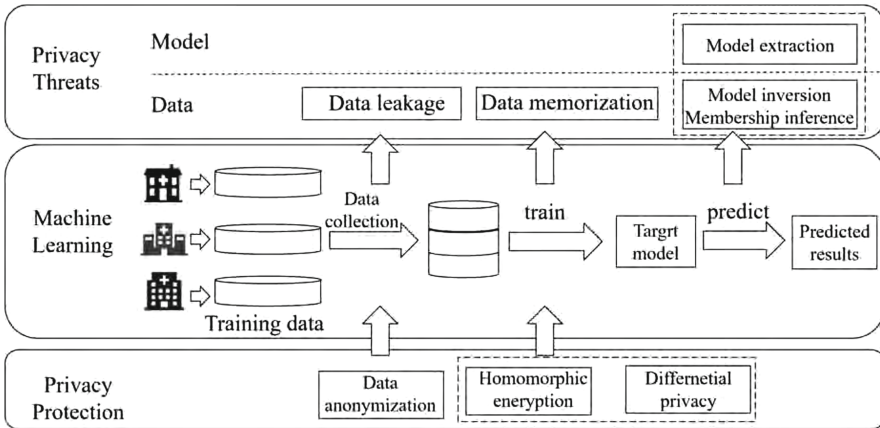 Privacy
Threats
Model
Model extraction
Data
Data leakage
Data memorization
Model inversion
Membership inference
Machine
Learning
Data
collection
train
Targrt
model
predict
Predicted
results
Training data
Privacy
Protection
Data
anonymization
Homomorphic
eneryption
Differnetial
privacy